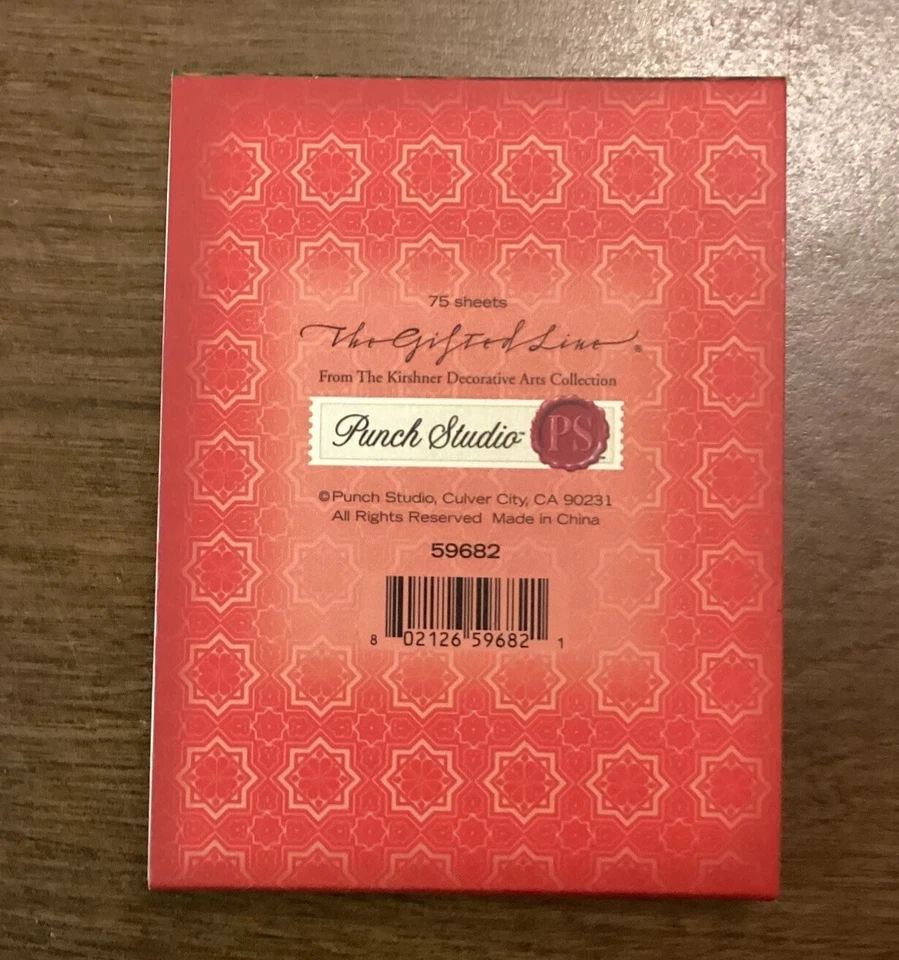 75 sheets
The Gifted Line®
From The Kirshner Decorative Arts Collection
Punch Studio™ PS
©Punch Studio, Culver City, CA 90231
All Rights Reserved Made in China
59682
8 02126 59682 1